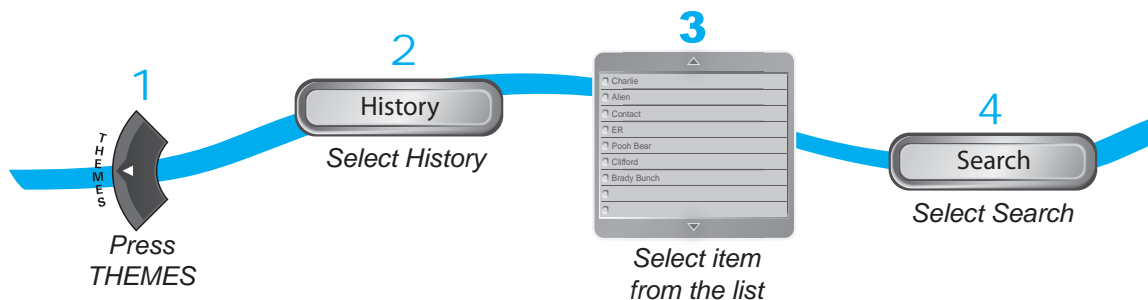 1
THEMES
Press
THEMES
2
History
Select History
3
Charlie
Alien
Contact
ER
Pooh Bear
Clifford
Brady Bunch
Select item
from the list
4
Search
Select Search